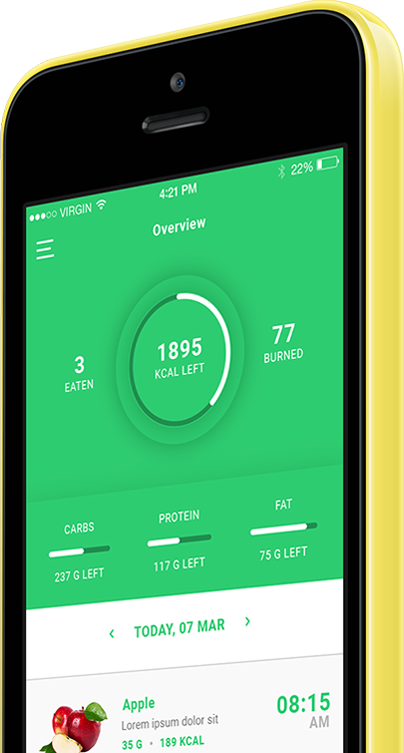 VIRGIN 4:21 PM 22%
Overview
3
EATEN
1895
KCAL LEFT
77
BURNED
CARBS
237 G LEFT
PROTEIN
117 G LEFT
FAT
75 G LEFT
‹ TODAY, 07 MAR ›
Apple
Lorem ipsum dolor sit
35 G • 189 KCAL
08:15
AM